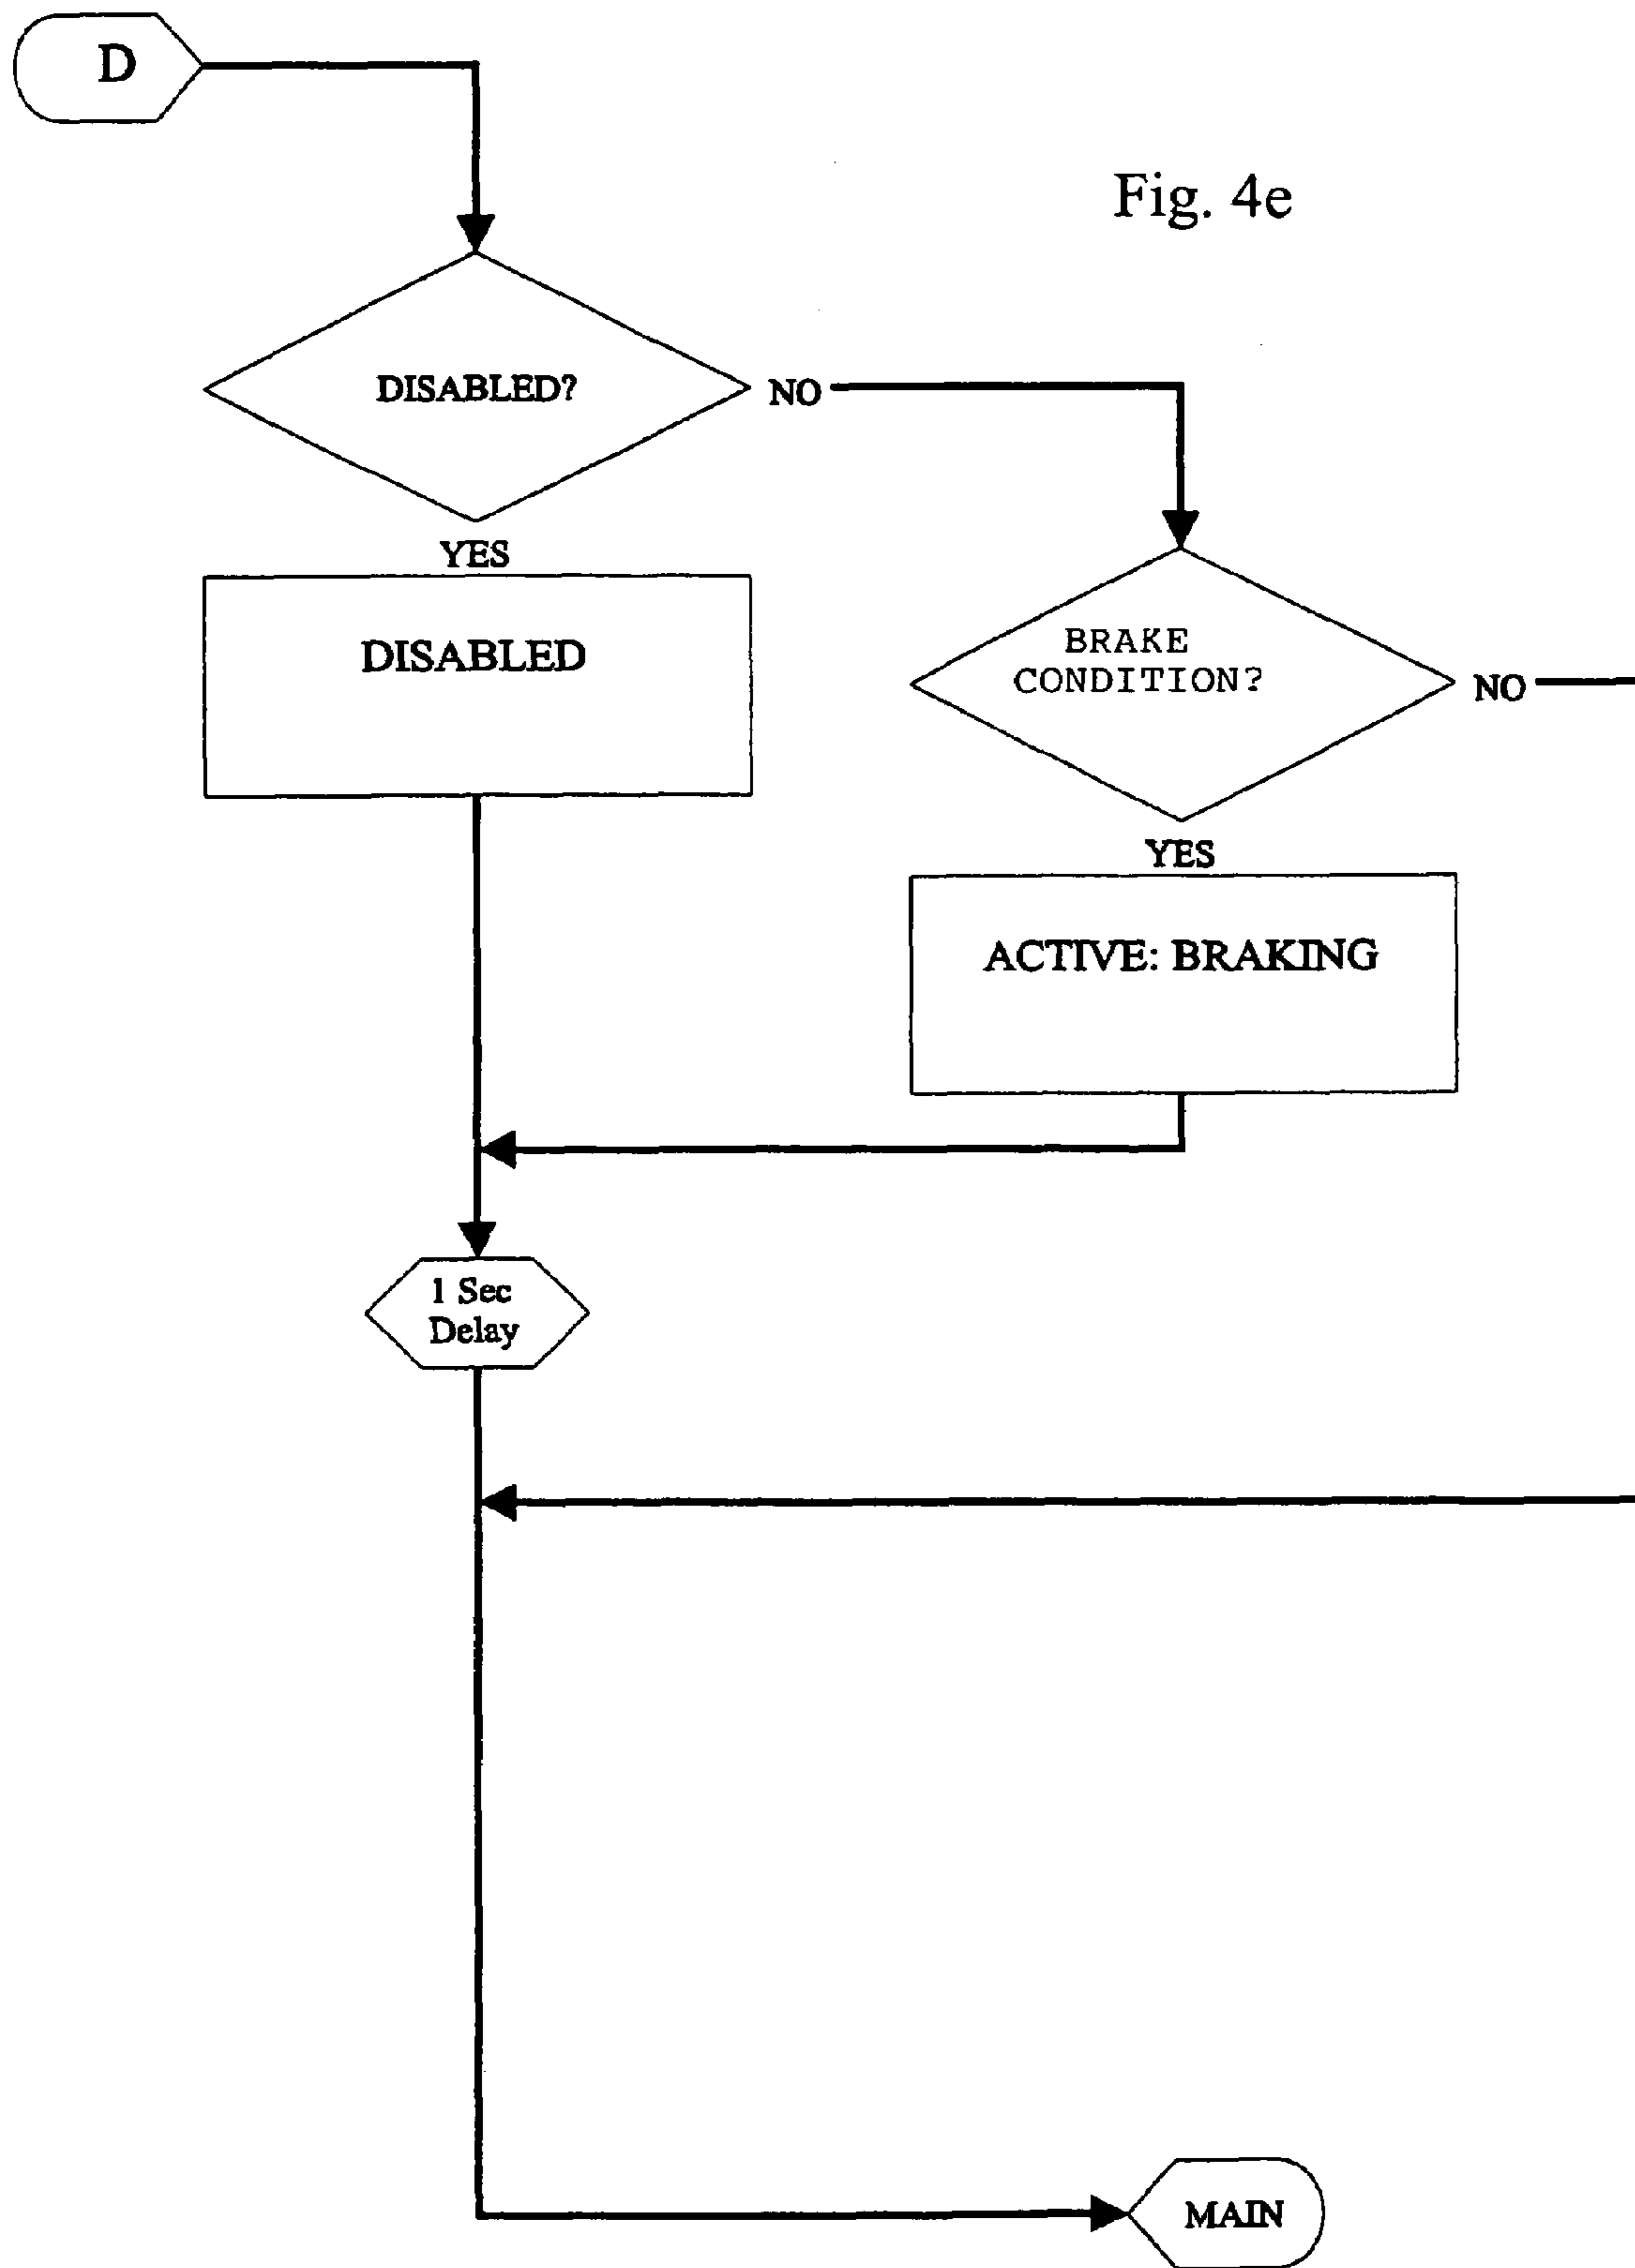 D
Fig. 4e
DISABLED?
NO
YES
DISABLED
BRAKE
CONDITION?
NO
YES
ACTIVE: BRAKING
1 Sec
Delay
MAIN